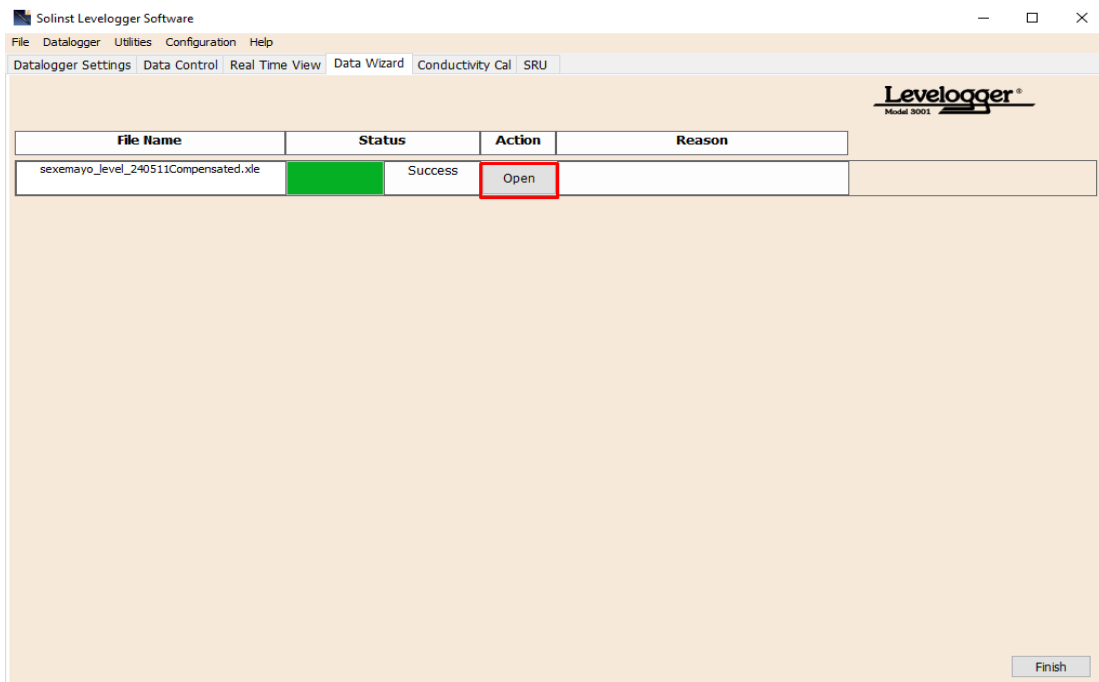 Solinst Levelogger Software
File Datalogger Utilities Configuration Help
Datalogger Settings Data Control Real Time View Data Wizard Conductivity Cal SRU
Levelogger®
Model 3001
File Name Status Action Reason
sexemayo_level_240511Compensated.xle Success Open
Finish